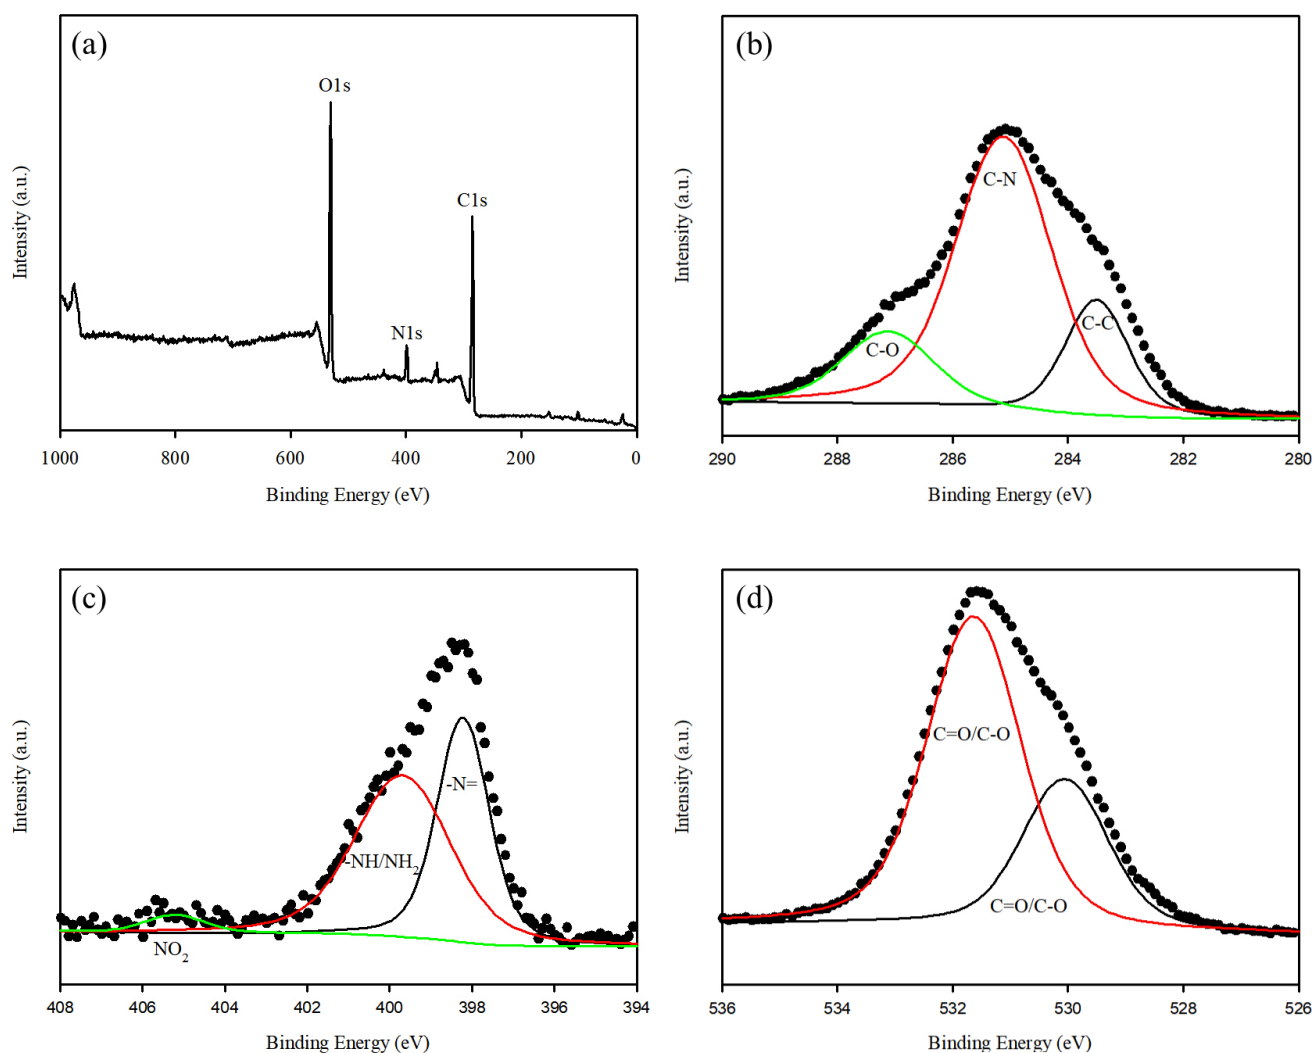 (a)
O1s
C1s
N1s
Intensity (a.u.)
1000 800 600 400 200 0
Binding Energy (eV)
(b)
C-N
C-C
C-O
Intensity (a.u.)
290 288 286 284 282 280
Binding Energy (eV)
(c)
-N=
-NH/NH₂
NO₂
Intensity (a.u.)
408 406 404 402 400 398 396 394
Binding Energy (eV)
(d)
C=O/C-O
C=O/C-O
Intensity (a.u.)
536 534 532 530 528 526
Binding Energy (eV)